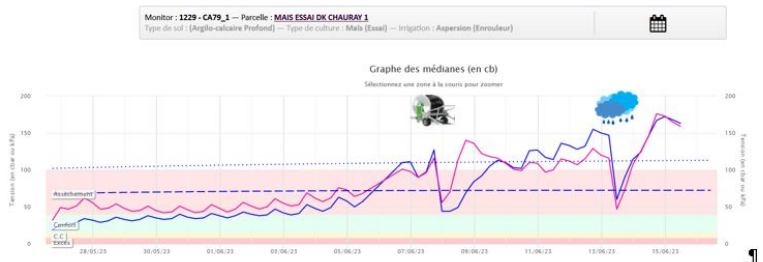 Monitor : 1229 - CA79_1 — Parcelle : MAIS ESSAI DK CHAURAY 1
Type de sol : (Argilo-calcaire Profond) — Type de culture : Maïs (Essai) — Irrigation : Aspersion (Enrouleur)
Graphe des médianes (en cb)
Sélectionnez une zone à la souris pour zoomer
200 200
150 150
100 100
50 50
0 0
Tension (en cbar ou kPa)
Tension (en cbar ou kPa)
Assèchement
Confort
C.C
Excès
28/05/23 30/05/23 01/06/23 03/06/23 05/06/23 07/06/23 09/06/23 11/06/23 13/06/23 15/06/23
¶